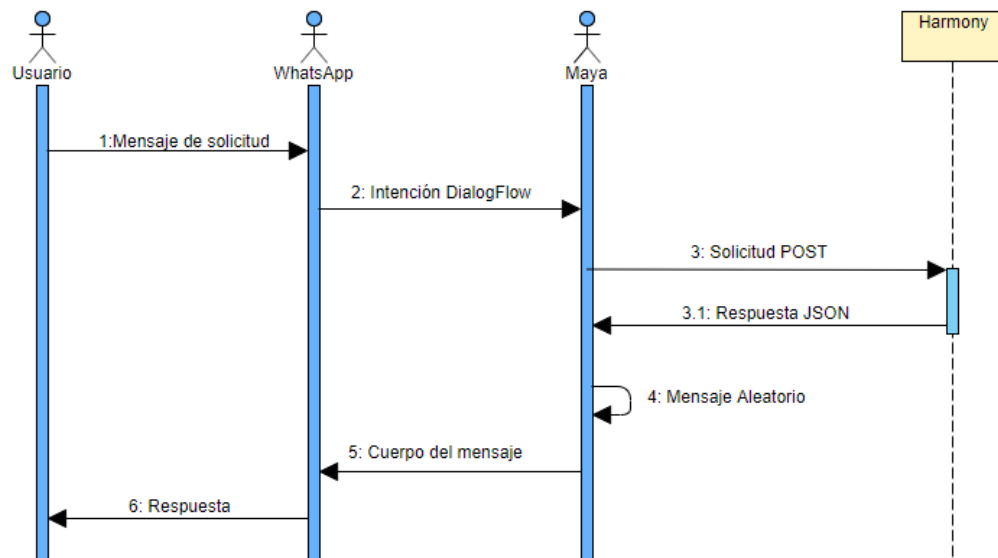 Usuario
WhatsApp
Maya
Harmony
1:Mensaje de solicitud
2: Intención DialogFlow
3: Solicitud POST
3.1: Respuesta JSON
4: Mensaje Aleatorio
5: Cuerpo del mensaje
6: Respuesta